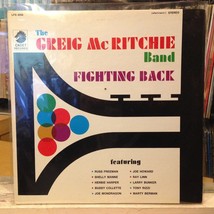 The
GREIG McRITCHIE
Band
FIGHTING BACK
featuring
RUSS FREEMAN
SHELLY MANNE
HERBIE HARPER
BUDDY COLLETTE
JOE MONDRAGON
JOE HOWARD
RAY LINN
LARRY BUNKER
TONY RIZZI
MARTY BERMAN